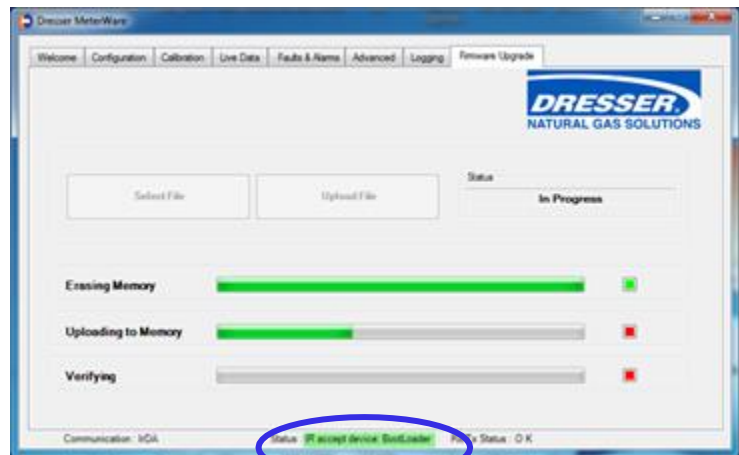 Dresser MeterWare
Welcome Configuration Calibration Live Data Faults & Alarms Advanced Logging Firmware Upgrade
DRESSER.
NATURAL GAS SOLUTIONS
Select File Upload File
Status
In Progress
Erasing Memory
Uploading to Memory
Verifying
Communication : IrDA Status IR accept device: BootLoader Status : O K